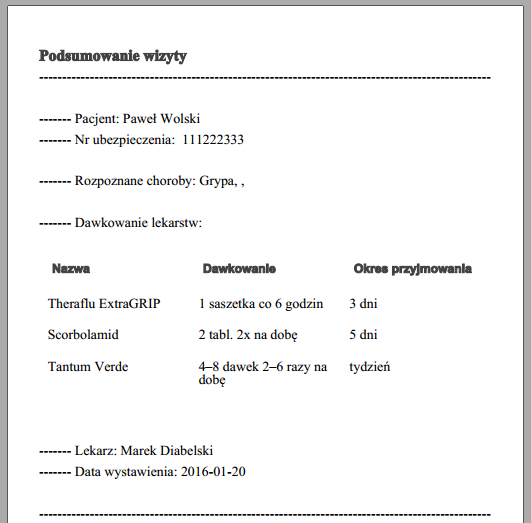 Podsumowanie wizyty
--------------------------------------------------------------------------------------------------
------- Pacjent: Paweł Wolski
------- Nr ubezpieczenia: 111222333
------- Rozpoznane choroby: Grypa, ,
------- Dawkowanie lekarstw:
Nazwa Dawkowanie Okres przyjmowania
Theraflu ExtraGRIP 1 saszetka co 6 godzin 3 dni
Scorbolamid 2 tabl. 2x na dobę 5 dni
Tantum Verde 4–8 dawek 2–6 razy na tydzień
dobę
------- Lekarz: Marek Diabelski
------- Data wystawienia: 2016-01-20
--------------------------------------------------------------------------------------------------